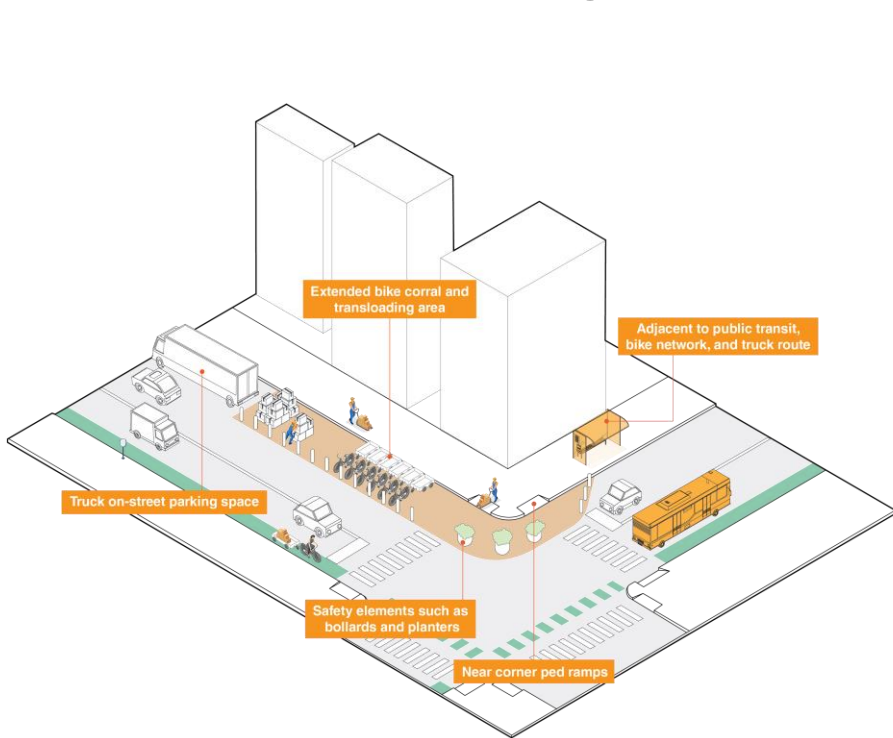 Extended bike corral and
transloading area
Adjacent to public transit,
bike network, and truck route
Truck on-street parking space
Safety elements such as
bollards and planters
Near corner ped ramps